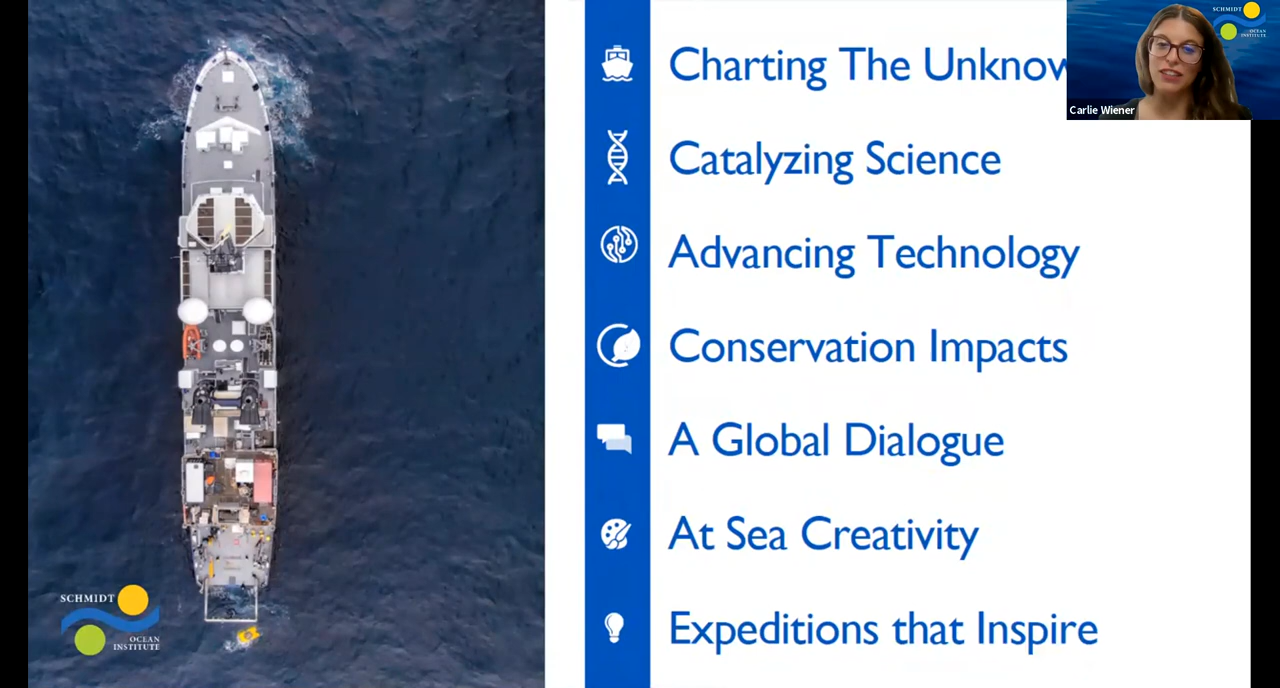 Charting The Unknow
Catalyzing Science
Advancing Technology
Conservation Impacts
A Global Dialogue
At Sea Creativity
Expeditions that Inspire
SCHMIDT
OCEAN
INSTITUTE
SCHMIDT
OCEAN
INSTITUTE
Carlie Wiener